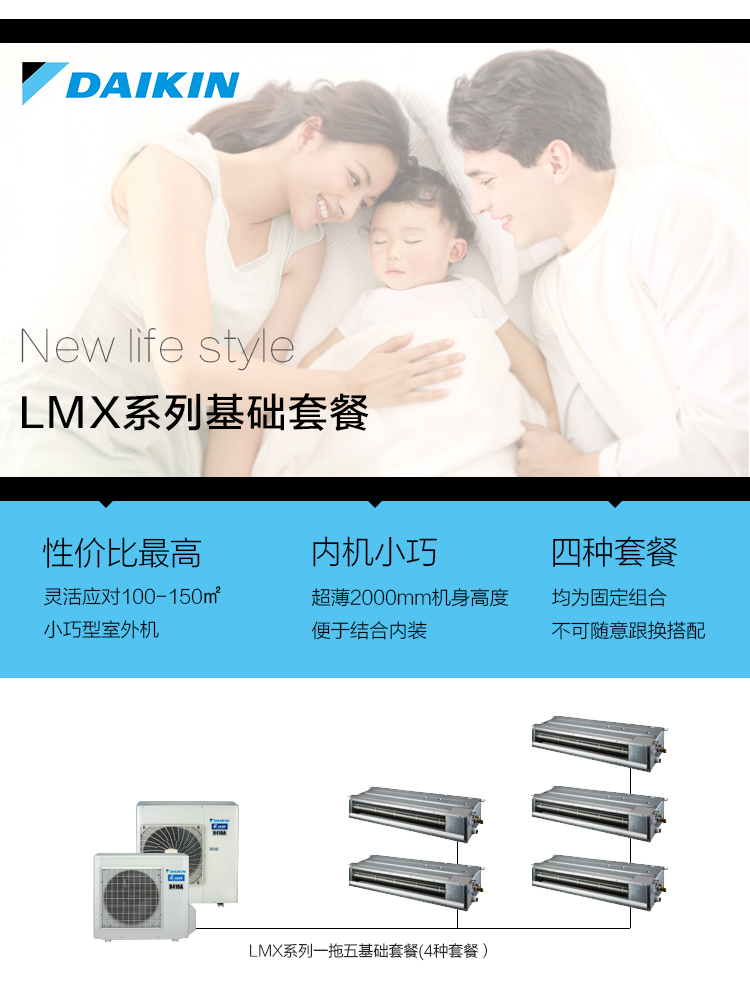 DAIKIN
New life style
LMX系列基础套餐
性价比最高
灵活应对100-150㎡
小巧型室外机
内机小巧
超薄2000mm机身高度
便于结合内装
四种套餐
均为固定组合
不可随意跟换搭配
DAIKIN
R410A
DAIKIN
R410A
LMX系列一拖五基础套餐(4种套餐）